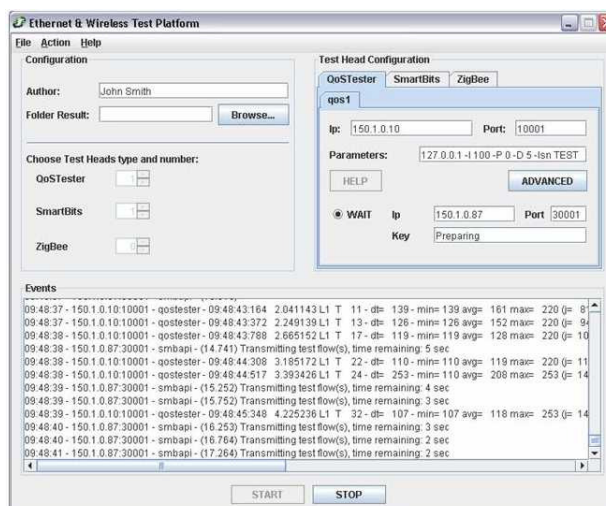 Ethernet & Wireless Test Platform
File Action Help
Configuration
Author: John Smith
Folder Result: Browse...
Choose Test Heads type and number:
QoSTester 1
SmartBits 1
ZigBee 0
Test Head Configuration
QoSTester SmartBits ZigBee
qos1
Ip: 150.1.0.10 Port: 10001
Parameters: 127.0.0.1 -I 100 -P 0 -D 5 -lsn TEST
HELP ADVANCED
WAIT Ip 150.1.0.87 Port 30001
Key Preparing
Events
09:48:37 - 150.1.0.10:10001 - qostester - 09:48:43:164 2.041143 L1 T 11 - dt= 139 - min= 139 avg= 161 max= 220 (j=
09:48:37 - 150.1.0.10:10001 - qostester - 09:48:43:372 2.249139 L1 T 13 - dt= 126 - min= 126 avg= 152 max= 220 (j=
09:48:38 - 150.1.0.10:10001 - qostester - 09:48:43:788 2.665152 L1 T 17 - dt= 119 - min= 119 avg= 128 max= 220 (j= 10
09:48:38 - 150.1.0.87:30001 - smbapi - (14.741) Transmitting test flow(s), time remaining: 5 sec
09:48:38 - 150.1.0.10:10001 - qostester - 09:48:44:308 3.185172 L1 T 22 - dt= 110 - min= 110 avg= 119 max= 220 (j= 11
09:48:38 - 150.1.0.10:10001 - qostester - 09:48:44:517 3.393426 L1 T 24 - dt= 253 - min= 110 avg= 208 max= 253 (j= 14
09:48:39 - 150.1.0.87:30001 - smbapi - (15.252) Transmitting test flow(s), time remaining: 4 sec
09:48:39 - 150.1.0.87:30001 - smbapi - (15.752) Transmitting test flow(s), time remaining: 3 sec
09:48:39 - 150.1.0.10:10001 - qostester - 09:48:45:348 4.225236 L1 T 32 - dt= 107 - min= 107 avg= 118 max= 253 (j= 14
09:48:40 - 150.1.0.87:30001 - smbapi - (16.253) Transmitting test flow(s), time remaining: 3 sec
09:48:40 - 150.1.0.87:30001 - smbapi - (16.764) Transmitting test flow(s), time remaining: 2 sec
09:48:41 - 150.1.0.87:30001 - smbapi - (17.264) Transmitting test flow(s), time remaining: 2 sec
START STOP